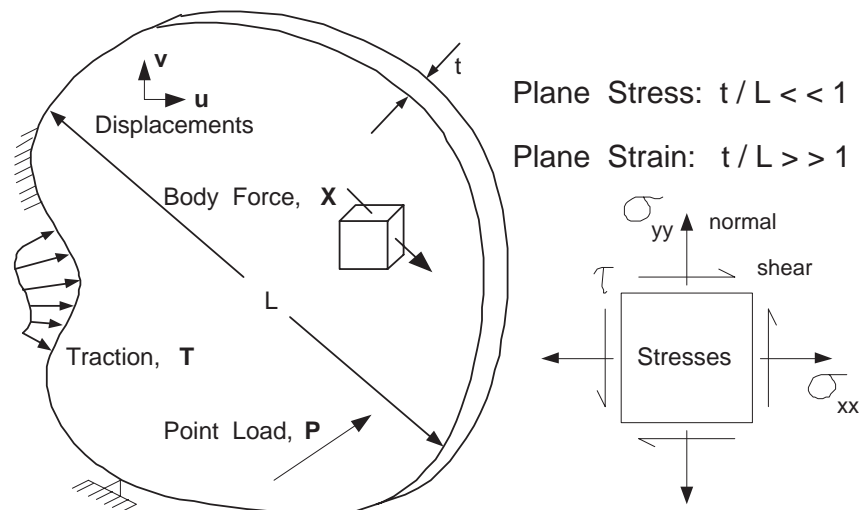 v
u
Displacements
t
Plane Stress: t / L < < 1
Plane Strain: t / L > > 1
Body Force, X
L
Traction, T
Point Load, P
σyy
normal
τ
shear
Stresses
σxx